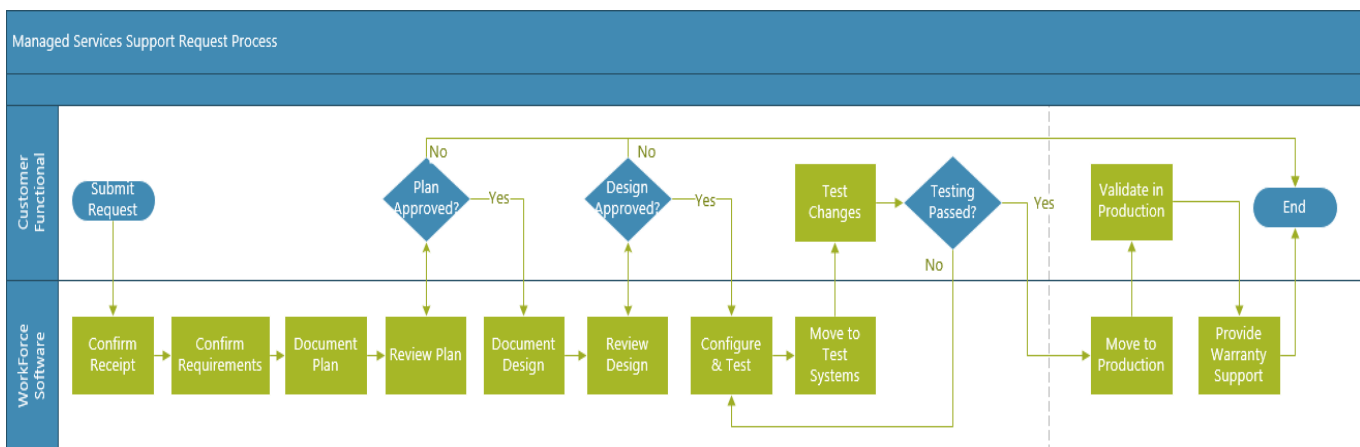 Managed Services Support Request Process
Customer
Functional
Submit
Request
Plan
Approved?
No
Yes
Design
Approved?
No
Yes
Test
Changes
Testing
Passed?
Yes
No
Validate in
Production
End
WorkForce
Software
Confirm
Receipt
Confirm
Requirements
Document
Plan
Review Plan
Document
Design
Review
Design
Configure
& Test
Move to
Test
Systems
Move to
Production
Provide
Warranty
Support